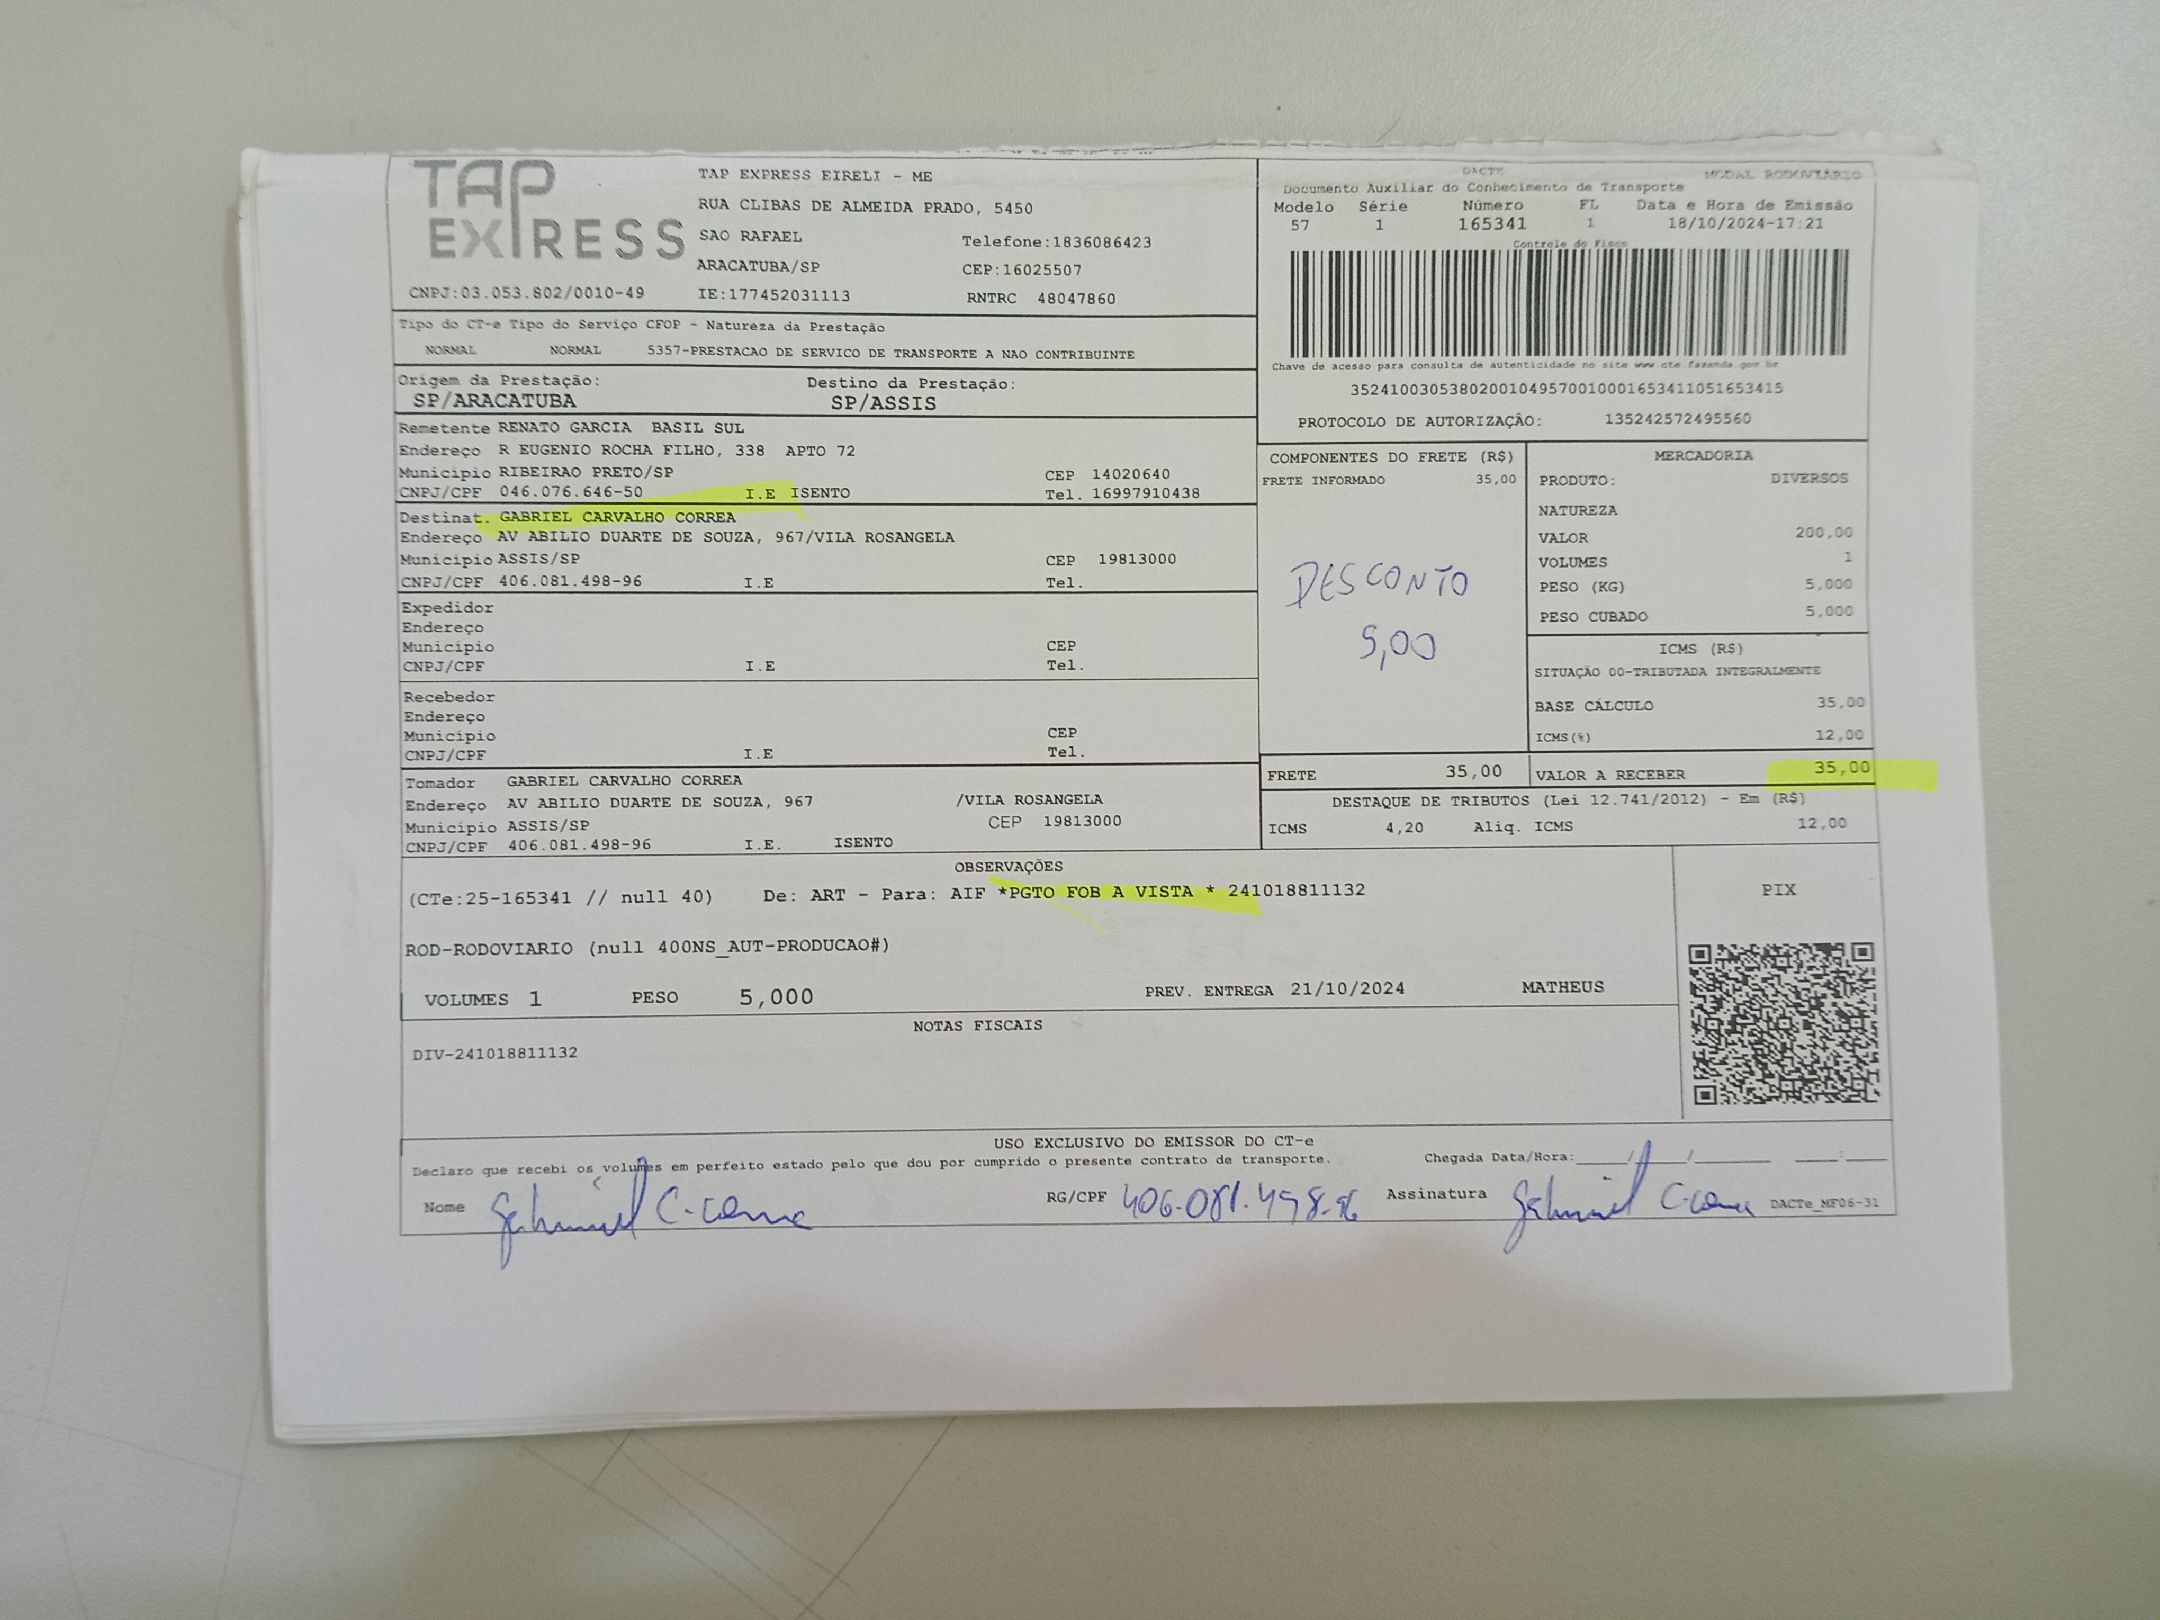 TAP
EXPRESS
CNPJ:03.053.802/0010-49
TAP EXPRESS EIRELI - ME
RUA CLIBAS DE ALMEIDA PRADO, 5450
SAO RAFAEL Telefone:1836086423
ARACATUBA/SP CEP:16025507
IE:177452031113 RNTRC 48047860
DACTE MODAL RODOVIARIO
Documento Auxiliar do Conhecimento de Transporte
Modelo Série Número FL Data e Hora de Emissão
57 1 165341 1 18/10/2024-17:21
Controle do Fisco
Chave de acesso para consulta de autenticidade no site www cte fazenda gov.br
35241003053802001049570010001653411051653415
PROTOCOLO DE AUTORIZAÇÃO: 135242572495560
Tipo do CT-e Tipo do Serviço CFOP - Natureza da Prestação
NORMAL NORMAL 5357-PRESTACAO DE SERVICO DE TRANSPORTE A NAO CONTRIBUINTE
Origem da Prestação: Destino da Prestação:
SP/ARACATUBA SP/ASSIS
Remetente RENATO GARCIA BASIL SUL
Endereço R EUGENIO ROCHA FILHO, 338 APTO 72
Município RIBEIRAO PRETO/SP CEP 14020640
CNPJ/CPF 046.076.646-50 I.E ISENTO Tel. 16997910438
Destinat. GABRIEL CARVALHO CORREA
Endereço AV ABILIO DUARTE DE SOUZA, 967/VILA ROSANGELA
Município ASSIS/SP CEP 19813000
CNPJ/CPF 406.081.498-96 I.E Tel.
Expedidor
Endereço
Município CEP
CNPJ/CPF I.E Tel.
Recebedor
Endereço
Município CEP
CNPJ/CPF I.E Tel.
Tomador GABRIEL CARVALHO CORREA
Endereço AV ABILIO DUARTE DE SOUZA, 967 /VILA ROSANGELA
Município ASSIS/SP CEP 19813000
CNPJ/CPF 406.081.498-96 I.E. ISENTO
COMPONENTES DO FRETE (R$)
FRETE INFORMADO 35,00
DESCONTO
5,00
MERCADORIA
PRODUTO: DIVERSOS
NATUREZA
VALOR 200,00
VOLUMES 1
PESO (KG) 5,000
PESO CUBADO 5,000
ICMS (R$)
SITUAÇÃO 00-TRIBUTADA INTEGRALMENTE
BASE CÁLCULO 35,00
ICMS(%) 12,00
FRETE 35,00 VALOR A RECEBER 35,00
DESTAQUE DE TRIBUTOS (Lei 12.741/2012) - Em (R$)
ICMS 4,20 Aliq. ICMS 12,00
OBSERVAÇÕES
(CTe:25-165341 // null 40) De: ART - Para: AIF *PGTO FOB A VISTA * 241018811132
ROD-RODOVIARIO (null 400NS_AUT-PRODUCAO#)
VOLUMES 1 PESO 5,000 PREV. ENTREGA 21/10/2024 MATHEUS
PIX
NOTAS FISCAIS
DIV-241018811132
USO EXCLUSIVO DO EMISSOR DO CT-e
Declaro que recebi os volumes em perfeito estado pelo que dou por cumprido o presente contrato de transporte. Chegada Data/Hora:____/____/______ ____:____
Nome Gabriel C. Correa RG/CPF 406.081.498-96 Assinatura Gabriel C. Correa DACTe_MF06-31